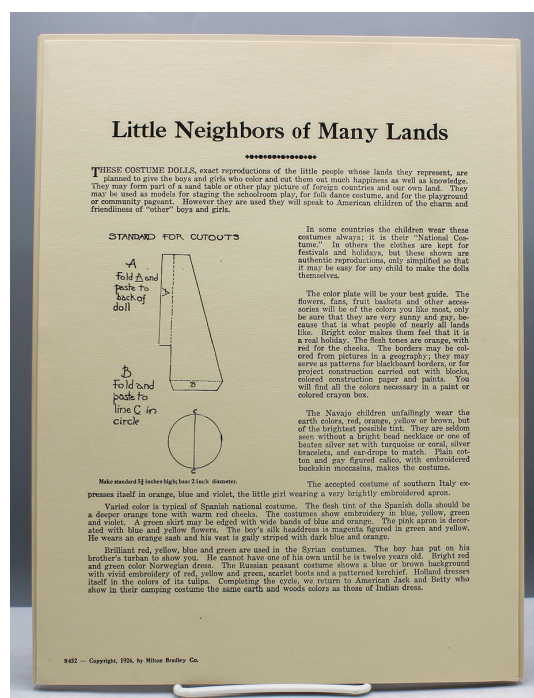 Little Neighbors of Many Lands
THESE COSTUME DOLLS, exact reproductions of the little people whose lands they represent, are
planned to give the boys and girls who color and cut them out much happiness as well as knowledge.
They may form part of a sand table or other play picture of foreign countries and our own land. They
may be used as models for staging the schoolroom play, for folk dance costume, and for the playground
or community pageant. However they are used they will speak to American children of the charm and
friendliness of "other" boys and girls.
STANDARD FOR CUTOUTS
A
Fold A and
paste to
back of
doll
A
B
B
Fold and
paste to
line C in
circle
C
C
Make standard 5½ inches high; base 2 inch diameter.
In some countries the children wear these
costumes always; it is their "National Cos-
tume." In others the clothes are kept for
festivals and holidays, but these shown are
authentic reproductions, only simplified so that
it may be easy for any child to make the dolls
themselves.
The color plate will be your best guide. The
flowers, fans, fruit baskets and other acces-
sories will be of the colors you like most, only
be sure that they are very sunny and gay, be-
cause that is what people of nearly all lands
like. Bright color makes them feel that it is
a real holiday. The flesh tones are orange, with
red for the cheeks. The borders may be col-
ored from pictures in a geography; they may
serve as patterns for blackboard borders, or for
project construction carried out with blocks,
colored construction paper and paints. You
will find all the colors necessary in a paint or
colored crayon box.
The Navajo children unfailingly wear the
earth colors, red, orange, yellow or brown, but
of the brightest possible tint. They are seldom
seen without a bright bead necklace or one of
beaten silver set with turquoise or coral, silver
bracelets, and ear-drops to match. Plain cot-
ton and gay figured calico, with embroidered
buckskin moccasins, makes the costume.
The accepted costume of southern Italy ex-
presses itself in orange, blue and violet, the little girl wearing a very brightly embroidered apron.
Varied color is typical of Spanish national costume. The flesh tint of the Spanish dolls should be
a deeper orange tone with warm red cheeks. The costumes show embroidery in blue, yellow, green
and violet. A green skirt may be edged with wide bands of blue and orange. The pink apron is decor-
ated with blue and yellow flowers. The boy's silk headdress is magenta figured in green and yellow.
He wears an orange sash and his vest is gaily striped with dark blue and orange.
Brilliant red, yellow, blue and green are used in the Syrian costumes. The boy has put on his
brother's turban to show you. He cannot have one of his own until he is twelve years old. Bright red
and green color Norwegian dress. The Russian peasant costume shows a blue or brown background
with vivid embroidery of red, yellow and green, scarlet boots and a patterned kerchief. Holland dresses
itself in the colors of its tulips. Completing the cycle, we return to American Jack and Betty who
show in their camping costume the same earth and woods colors as those of Indian dress.
8452 — Copyright, 1926, by Milton Bradley Co.